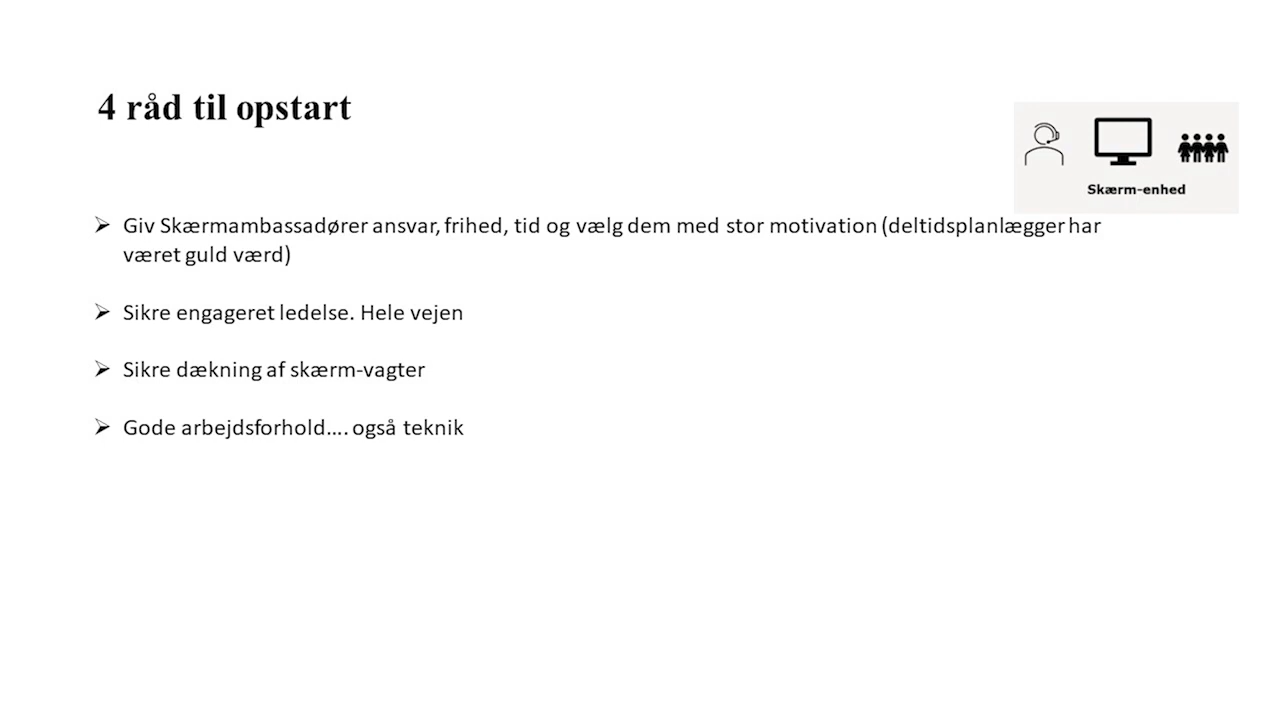 4 råd til opstart
Skærm-enhed
Giv Skærmambassadører ansvar, frihed, tid og vælg dem med stor motivation (deltidsplanlægger har
været guld værd)
Sikre engageret ledelse. Hele vejen
Sikre dækning af skærm-vagter
Gode arbejdsforhold.... også teknik